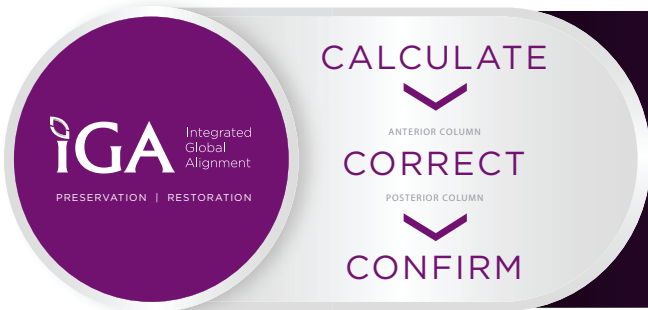 iGA Integrated Global Alignment
PRESERVATION | RESTORATION
CALCULATE
ANTERIOR COLUMN
CORRECT
POSTERIOR COLUMN
CONFIRM